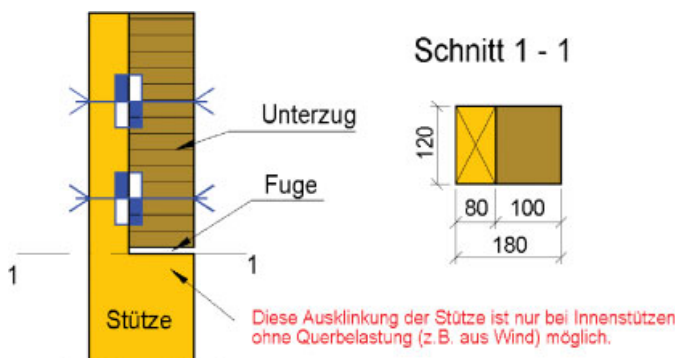 Schnitt 1 - 1
Unterzug
Fuge
120
80
100
180
1
1
Stütze
Diese Ausklinkung der Stütze ist nur bei Innenstützen
ohne Querbelastung (z.B. aus Wind) möglich.